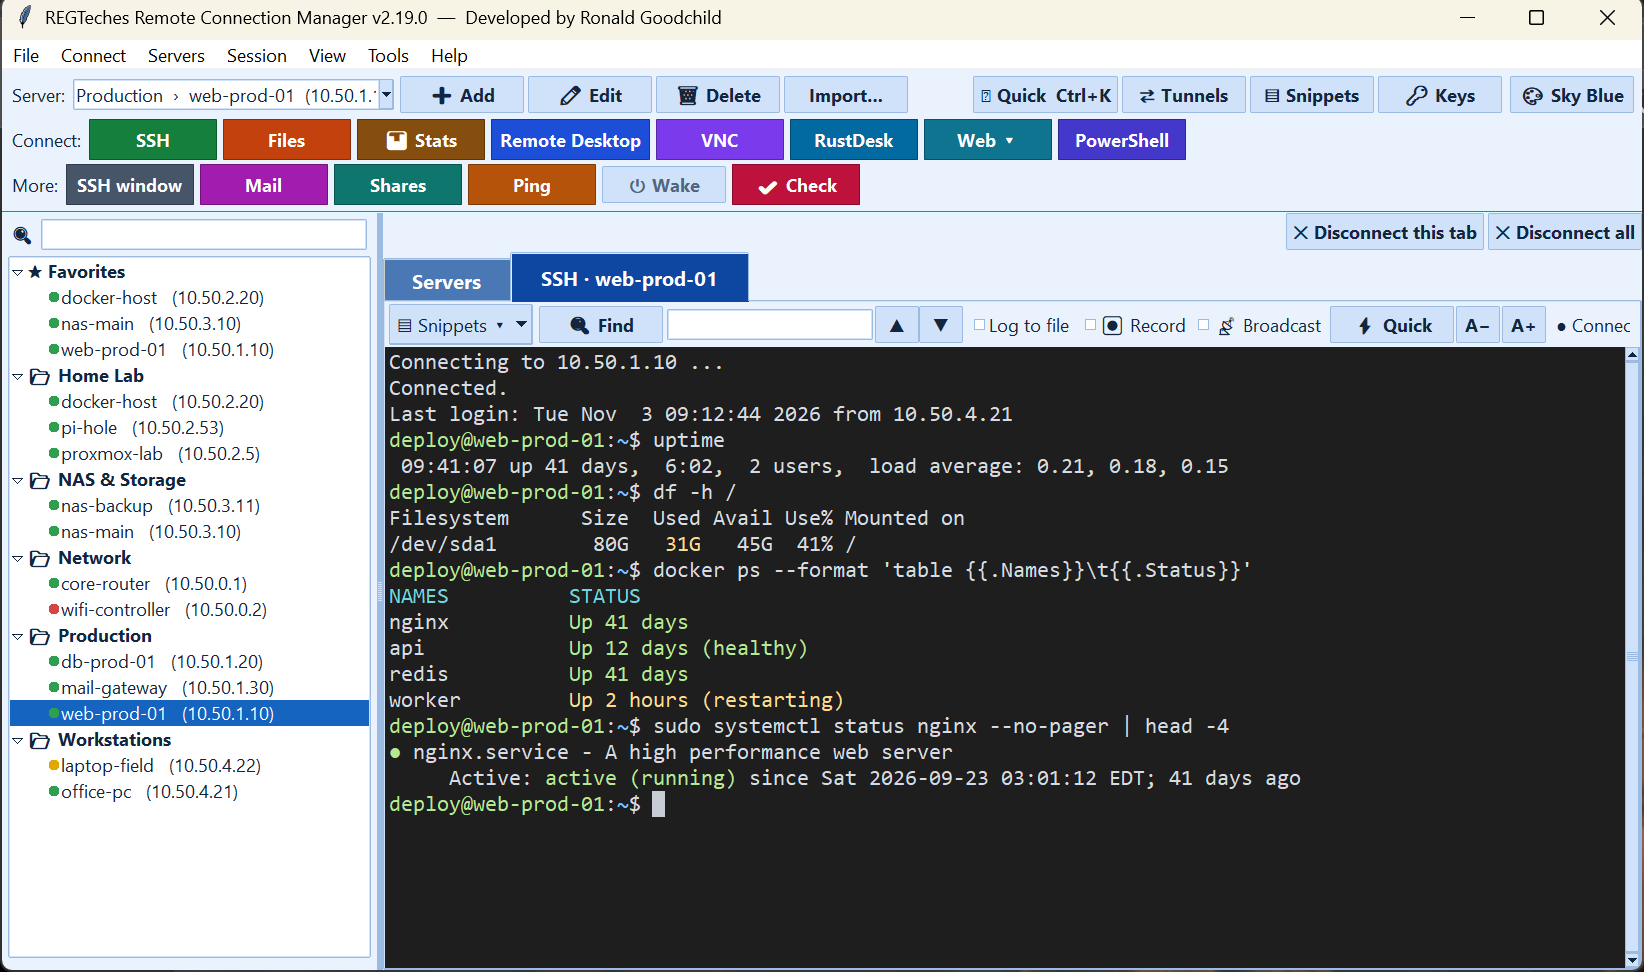 REGTeches Remote Connection Manager v2.19.0 — Developed by Ronald Goodchild
File Connect Servers Session View Tools Help
Server: Production › web-prod-01 (10.50.1. Add Edit Delete Import... Quick Ctrl+K Tunnels Snippets Keys Sky Blue
Connect: SSH Files Stats Remote Desktop VNC RustDesk Web PowerShell
More: SSH window Mail Shares Ping Wake Check
Disconnect this tab Disconnect all
Favorites
docker-host (10.50.2.20)
nas-main (10.50.3.10)
web-prod-01 (10.50.1.10)
Home Lab
docker-host (10.50.2.20)
pi-hole (10.50.2.53)
proxmox-lab (10.50.2.5)
NAS & Storage
nas-backup (10.50.3.11)
nas-main (10.50.3.10)
Network
core-router (10.50.0.1)
wifi-controller (10.50.0.2)
Production
db-prod-01 (10.50.1.20)
mail-gateway (10.50.1.30)
web-prod-01 (10.50.1.10)
Workstations
laptop-field (10.50.4.22)
office-pc (10.50.4.21)
Servers SSH · web-prod-01
Snippets Find Log to file Record Broadcast Quick A− A+ ● Connec
Connecting to 10.50.1.10 ...
Connected.
Last login: Tue Nov  3 09:12:44 2026 from 10.50.4.21
deploy@web-prod-01:~$ uptime
 09:41:07 up 41 days,  6:02,  2 users,  load average: 0.21, 0.18, 0.15
deploy@web-prod-01:~$ df -h /
Filesystem      Size  Used Avail Use% Mounted on
/dev/sda1        80G   31G   45G  41% /
deploy@web-prod-01:~$ docker ps --format 'table {{.Names}}\t{{.Status}}'
NAMES          STATUS
nginx          Up 41 days
api            Up 12 days (healthy)
redis          Up 41 days
worker         Up 2 hours (restarting)
deploy@web-prod-01:~$ sudo systemctl status nginx --no-pager | head -4
● nginx.service - A high performance web server
     Active: active (running) since Sat 2026-09-23 03:01:12 EDT; 41 days ago
deploy@web-prod-01:~$